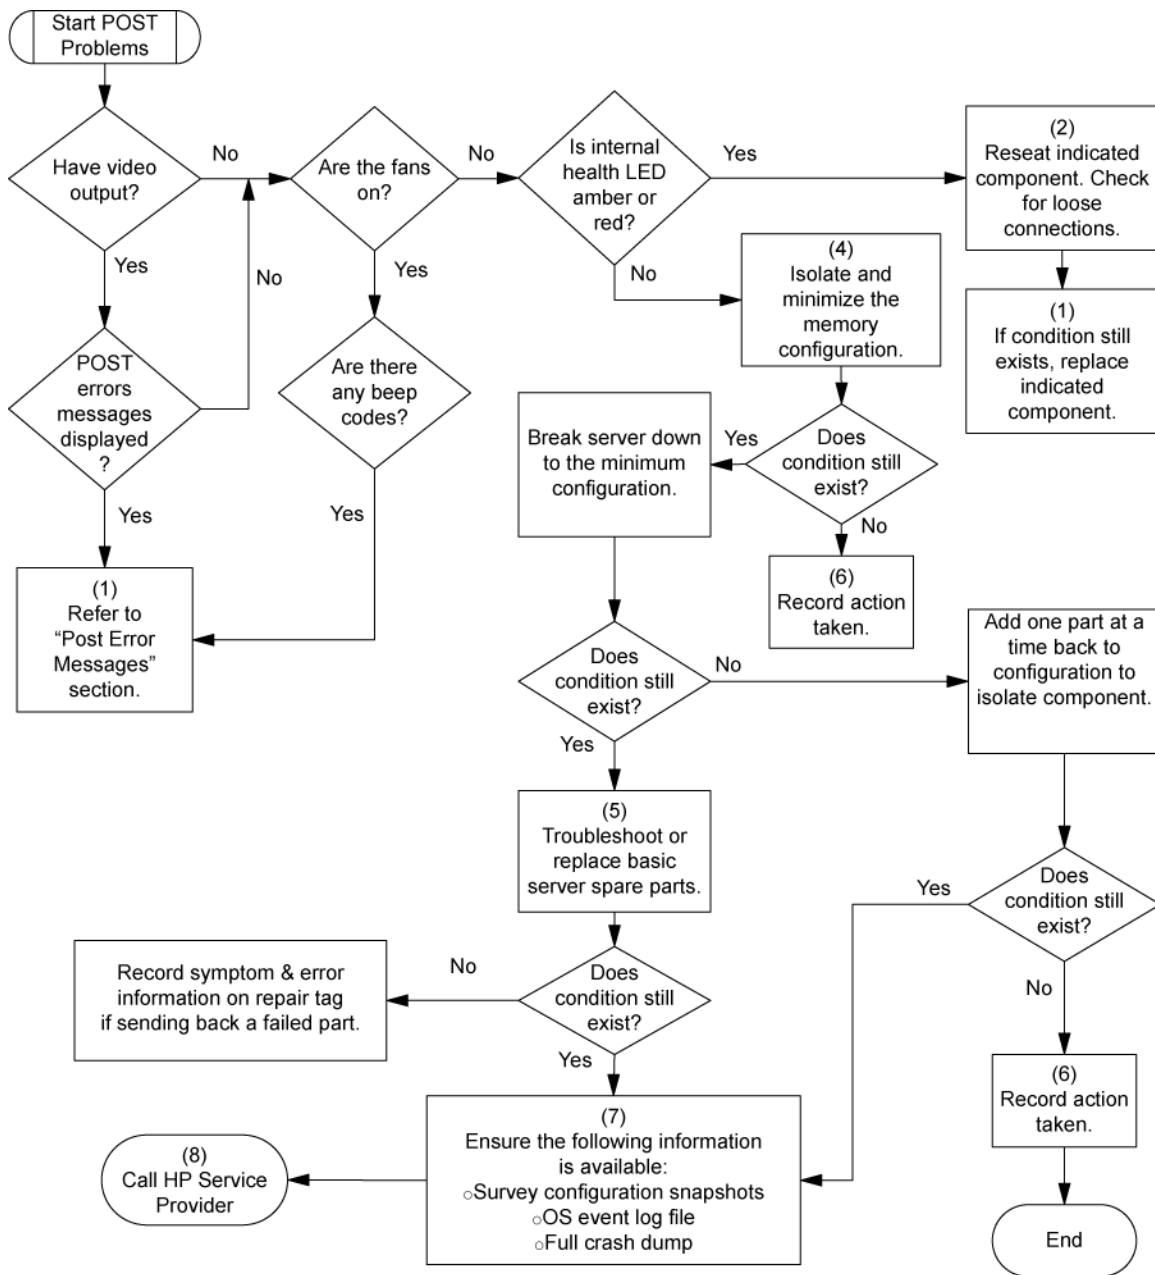 Start POST
Problems
Have video
output?
No
Are the fans
on?
No
Is internal
health LED
amber or
red?
Yes
(2)
Reseat indicated
component. Check
for loose
connections.
Yes
No
Yes
No
(4)
Isolate and
minimize the
memory
configuration.
(1)
If condition still
exists, replace
indicated
component.
POST
errors
messages
displayed
?
Are there
any beep
codes?
Break server down
to the minimum
configuration.
Yes
Does
condition still
exist?
Yes
Yes
No
(1)
Refer to
“Post Error
Messages”
section.
(6)
Record action
taken.
Does
condition still
exist?
No
Add one part at a
time back to
configuration to
isolate component.
Yes
(5)
Troubleshoot or
replace basic
server spare parts.
Yes
Does
condition still
exist?
Record symptom & error
information on repair tag
if sending back a failed part.
No
Does
condition still
exist?
No
Yes
(6)
Record action
taken.
(7)
Ensure the following information
is available:
○Survey configuration snapshots
○OS event log file
○Full crash dump
(8)
Call HP Service
Provider
End